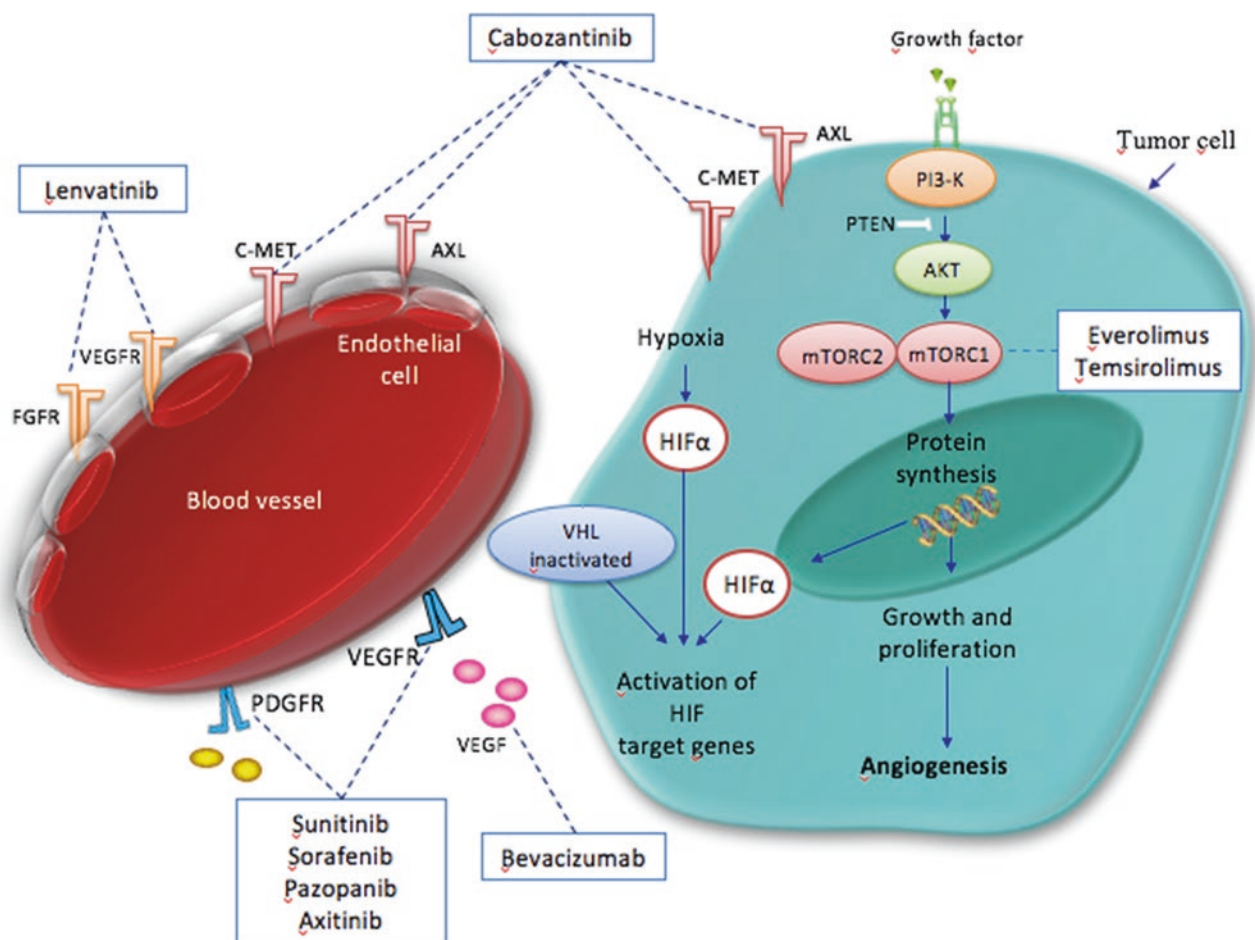 Cabozantinib
Growth factor
AXL
Tumor cell
Lenvatinib
C-MET
PI3-K
PTEN
C-MET
AXL
AKT
Hypoxia
mTORC2
mTORC1
Everolimus
Temsirolimus
VEGFR
Endothelial
cell
FGFR
HIFα
Protein
synthesis
Blood vessel
VHL
inactivated
HIFα
Growth and
proliferation
VEGFR
PDGFR
VEGF
Activation of
HIF
target genes
Angiogenesis
Sunitinib
Sorafenib
Pazopanib
Axitinib
Bevacizumab